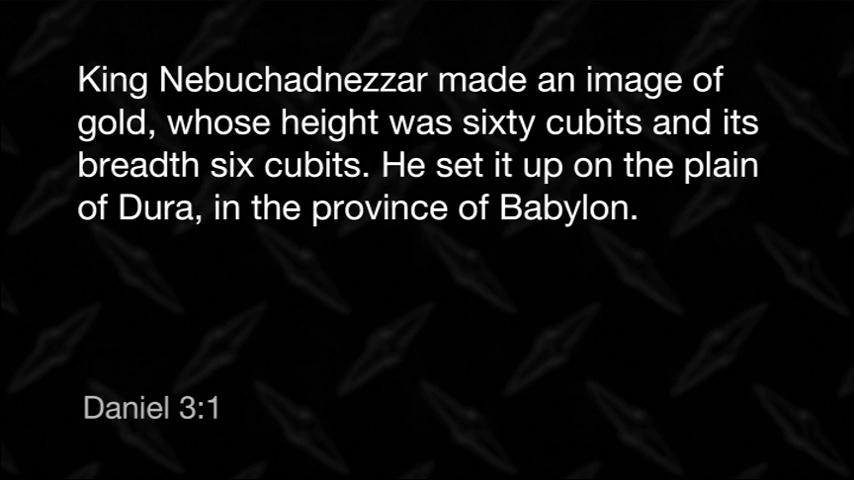 King Nebuchadnezzar made an image of
gold, whose height was sixty cubits and its
breadth six cubits. He set it up on the plain
of Dura, in the province of Babylon.
Daniel 3:1